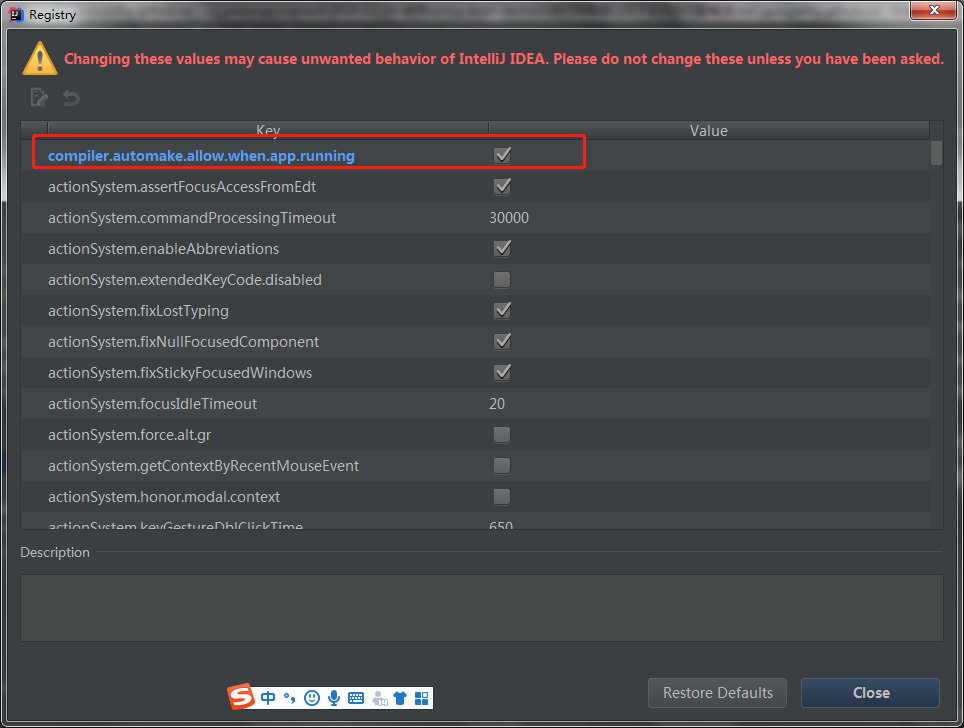 Registry
Changing these values may cause unwanted behavior of IntelliJ IDEA. Please do not change these unless you have been asked.
Key Value
compiler.automake.allow.when.app.running
actionSystem.assertFocusAccessFromEdt
actionSystem.commandProcessingTimeout 30000
actionSystem.enableAbbreviations
actionSystem.extendedKeyCode.disabled
actionSystem.fixLostTyping
actionSystem.fixNullFocusedComponent
actionSystem.fixStickyFocusedWindows
actionSystem.focusIdleTimeout 20
actionSystem.force.alt.gr
actionSystem.getContextByRecentMouseEvent
actionSystem.honor.modal.context
actionSystem.keyGestureDblClickTime 650
Description
S 中
Restore Defaults Close